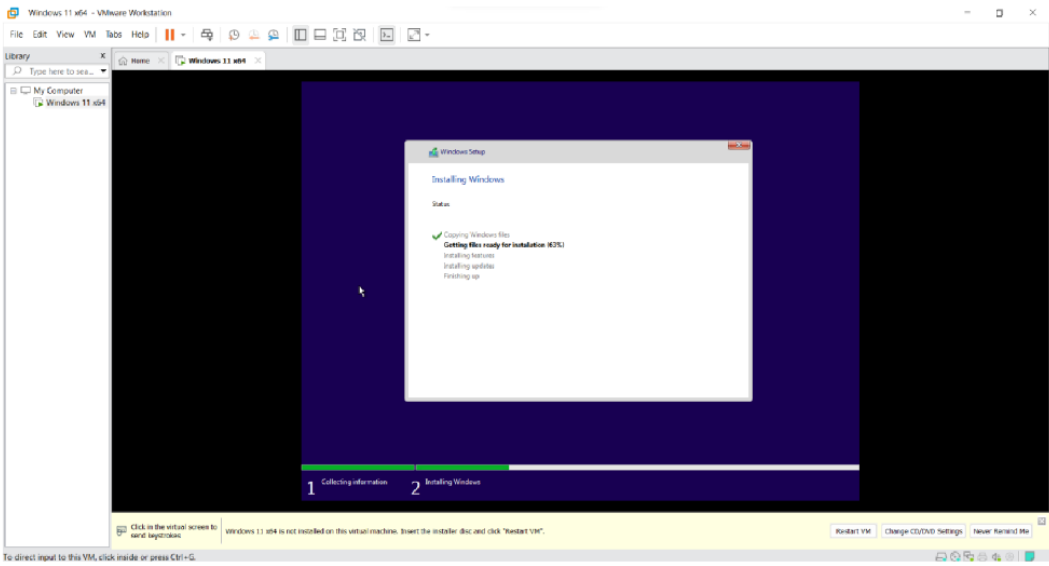 Windows 11 x64 - VMware Workstation
File Edit View VM Tabs Help
Library X
Home
Windows 11 x64
Type here to sea...
My Computer
Windows 11 x64
Windows Setup
Installing Windows
Status
Copying Windows files
Getting files ready for installation (63%)
Installing features
Installing updates
Finishing up
1 Collecting information
2 Installing Windows
Click in the virtual screen to
send keystrokes
Windows 11 x64 is not installed on this virtual machine. Insert the installer disc and click "Restart VM".
Restart VM
Change CD/DVD Settings
Never Remind Me
To direct input to this VM, click inside or press Ctrl+G.